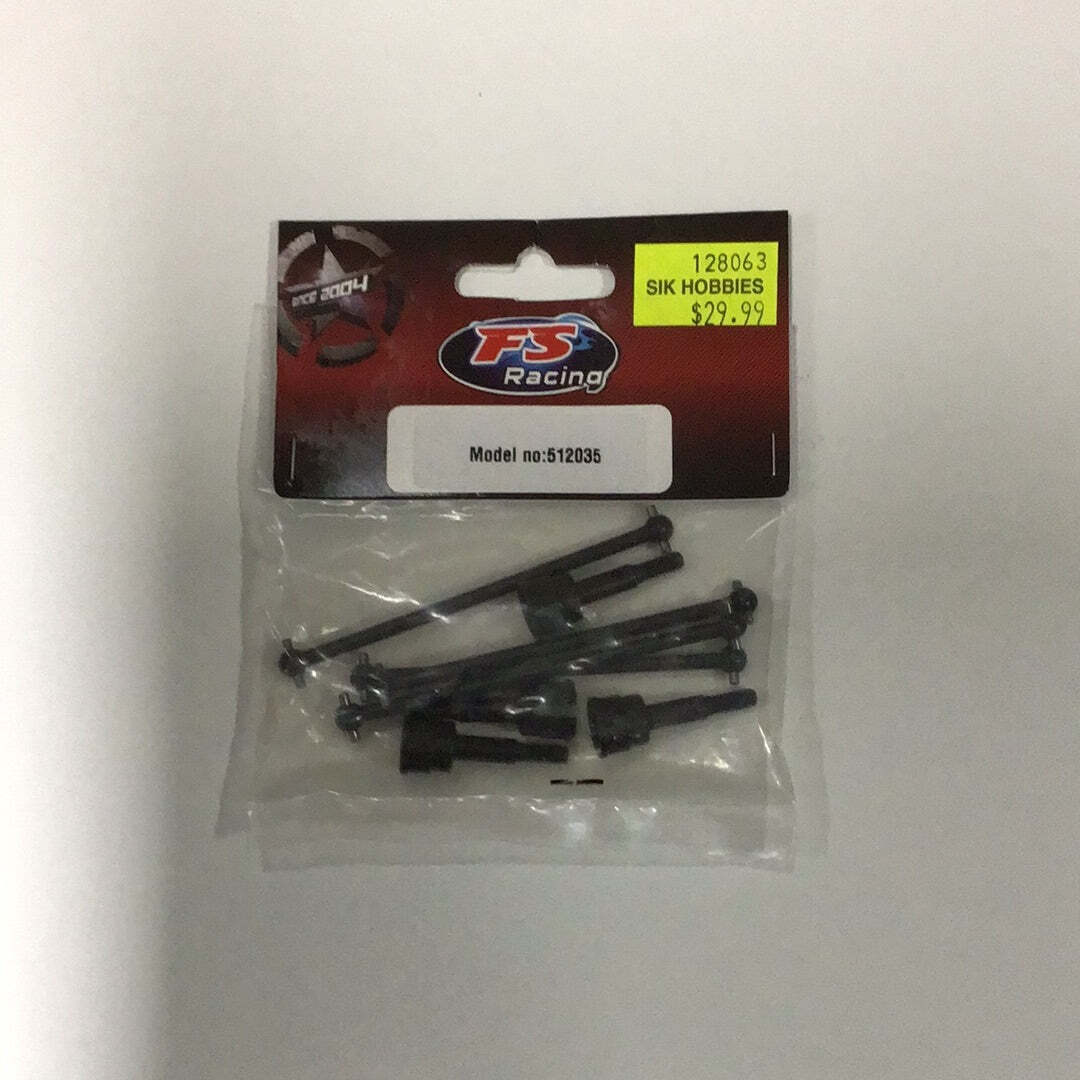 SINCE 2004
128063
SIK HOBBIES
$29.99
FS
Racing
Model no:512035